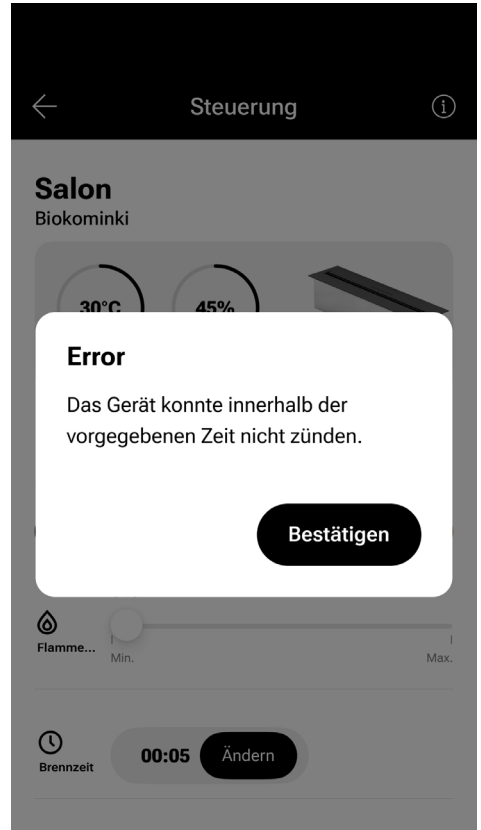 Steuerung
Salon
Biokominki
30°C
45%
Error
Das Gerät konnte innerhalb der
vorgegebenen Zeit nicht zünden.
Bestätigen
Flamme...
Min.
Max.
Brennzeit
00:05
Ändern